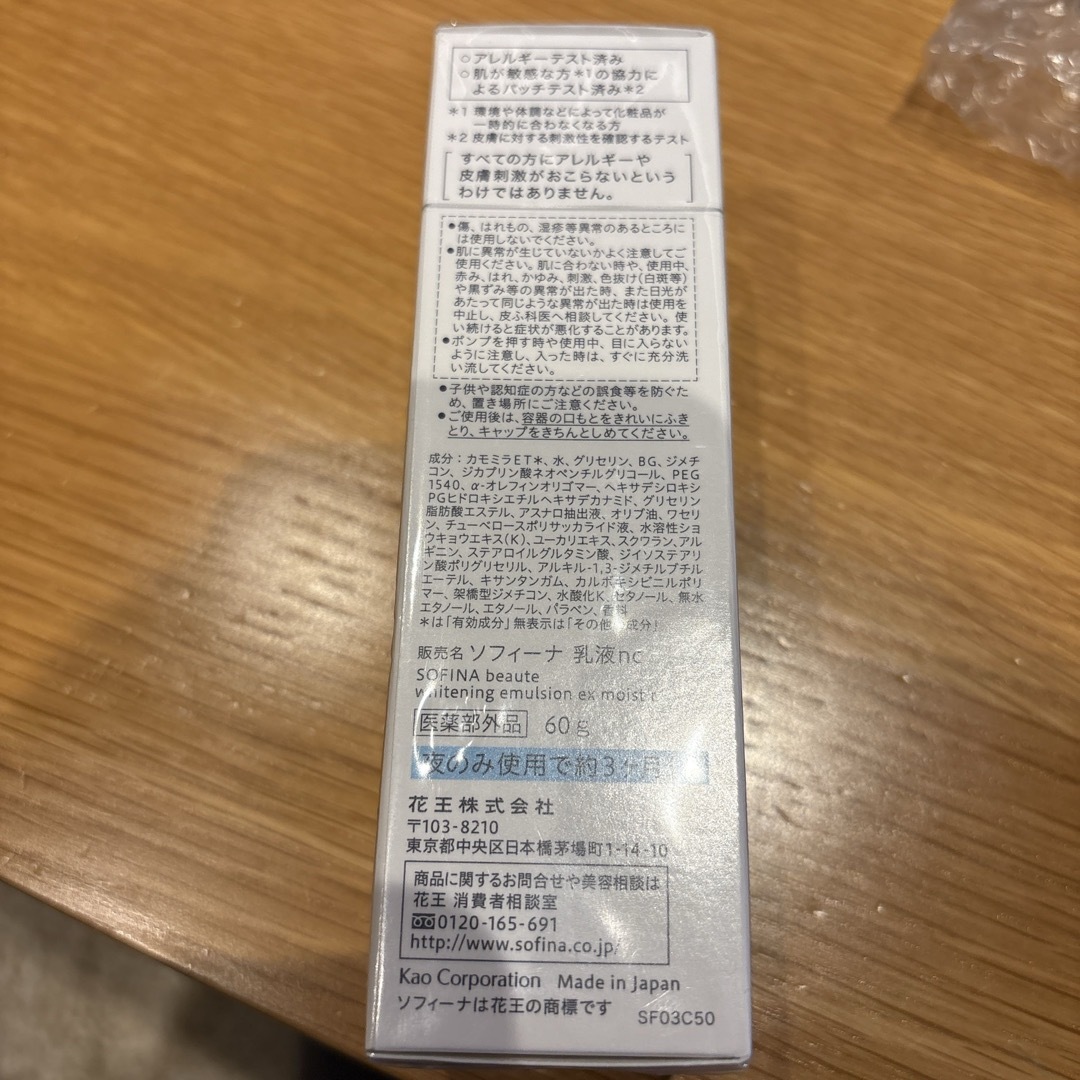 ○アレルギーテスト済み
○肌が敏感な方*1の協力に
よるパッチテスト済み*2
*1 環境や体調などによって化粧品が
一時的に合わなくなる方
*2 皮膚に対する刺激性を確認するテスト
すべての方にアレルギーや
皮膚刺激がおこらないという
わけではありません。
●傷、はれもの、湿疹等異常のあるところに
は使用しないでください。
●肌に異常が生じていないかよく注意してご
使用ください。肌に合わない時や、使用中、
赤み、はれ、かゆみ、刺激、色抜け(白斑等)
や黒ずみ等の異常が出た時、また日光が
あたって同じような異常が出た時は使用を
中止し、皮ふ科医へ相談してください。使
い続けると症状が悪化することがあります。
●ポンプを押す時や使用中、目に入らない
ように注意し、入った時は、すぐに充分洗
い流してください。
●子供や認知症の方などの誤食等を防ぐた
め、置き場所にご注意ください。
●ご使用後は、容器の口もとをきれいにふき
とり、キャップをきちんとしめてください。
成分：カモミラET*、水、グリセリン、BG、ジメチ
コン、ジカプリン酸ネオペンチルグリコール、PEG
1540、α-オレフィンオリゴマー、ヘキサデシロキシ
PGヒドロキシエチルヘキサデカナミド、グリセリン
脂肪酸エステル、アスナロ抽出液、オリブ油、ワセリ
ン、チューベロースポリサッカライド液、水溶性ショ
ウキョウエキス(K)、ユーカリエキス、スクワラン、アル
ギニン、ステアロイルグルタミン酸、ジイソステアリ
ン酸ポリグリセリル、アルキル-1,3-ジメチルブチル
エーテル、キサンタンガム、カルボキシビニルポリ
マー、架橋型ジメチコン、水酸化K、セタノール、無水
エタノール、エタノール、パラベン、香料
*は「有効成分」無表示は「その他の成分」
販売名 ソフィーナ 乳液nc
SOFINA beaute
whitening emulsion ex moist
医薬部外品 60g
夜のみ使用で約3ヶ月
花王株式会社
〒103-8210
東京都中央区日本橋茅場町1-14-10
商品に関するお問合せや美容相談は
花王 消費者相談室
0120-165-691
http://www.sofina.co.jp/
Kao Corporation Made in Japan
ソフィーナは花王の商標です
SF03C50